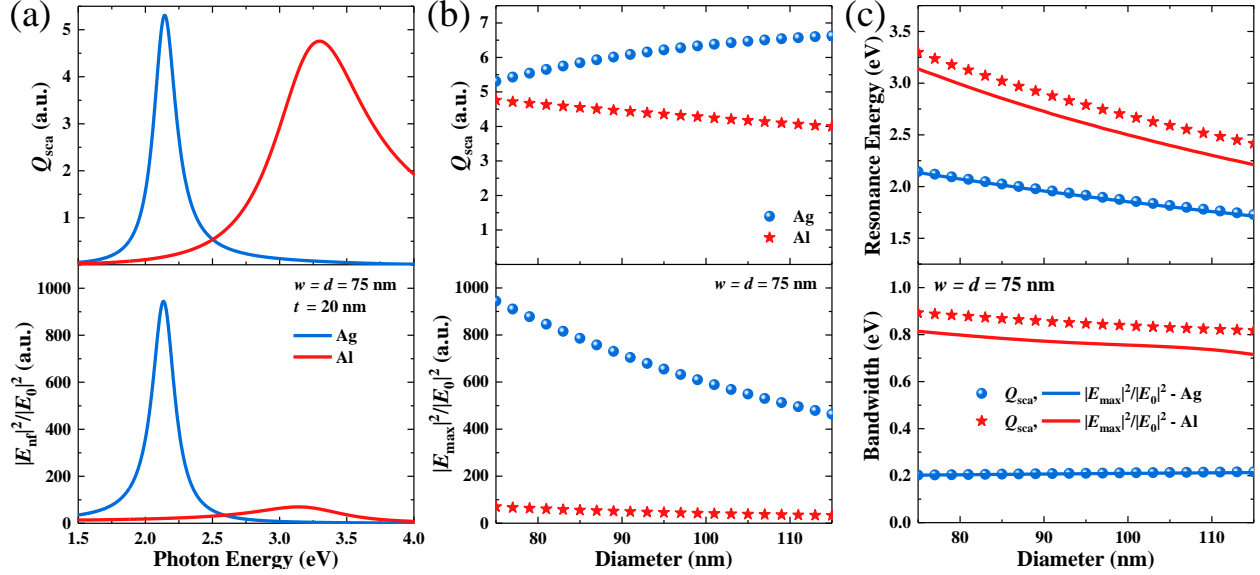 (a)
5
4
3
2
1
Q_sca (a.u.)
1000
800
600
400
200
0
|E_nf|²/|E_0|² (a.u.)
w = d = 75 nm
t = 20 nm
Ag
Al
1.5 2.0 2.5 3.0 3.5 4.0
Photon Energy (eV)
(b)
7
6
5
4
3
2
1
0
Q_sca (a.u.)
Ag
Al
1000
800
600
400
200
0
|E_max|²/|E_0|² (a.u.)
w = d = 75 nm
80 90 100 110
Diameter (nm)
(c)
3.5
3.0
2.5
2.0
1.5
Resonance Energy (eV)
1.0
0.8
0.6
0.4
0.2
0.0
Bandwidth (eV)
w = d = 75 nm
Q_sca, |E_max|²/|E_0|² - Ag
Q_sca, |E_max|²/|E_0|² - Al
80 90 100 110
Diameter (nm)